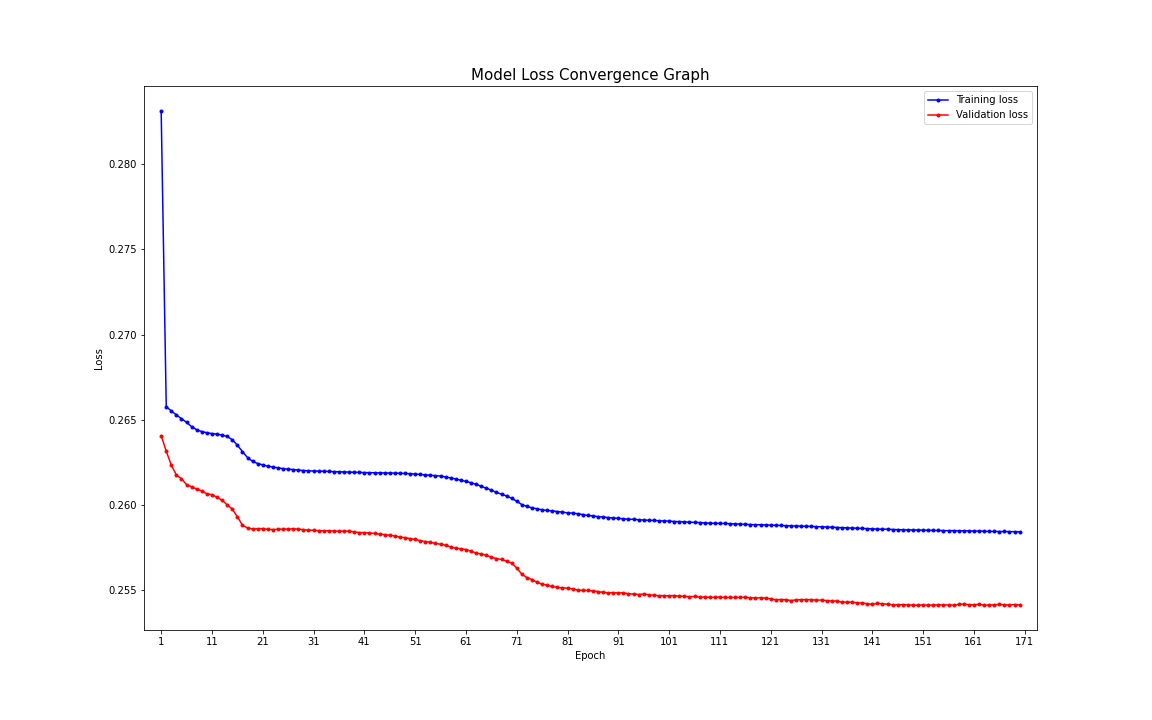 Model Loss Convergence Graph
Training loss
Validation loss
0.280
0.275
0.270
0.265
0.260
0.255
Loss
1 11 21 31 41 51 61 71 81 91 101 111 121 131 141 151 161 171
Epoch